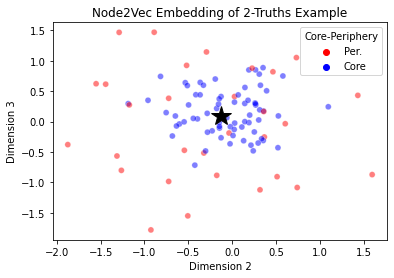 Node2Vec Embedding of 2-Truths Example
Core-Periphery
Per.
Core
Dimension 3
1.5
1.0
0.5
0.0
−0.5
−1.0
−1.5
−2.0 −1.5 −1.0 −0.5 0.0 0.5 1.0 1.5
Dimension 2